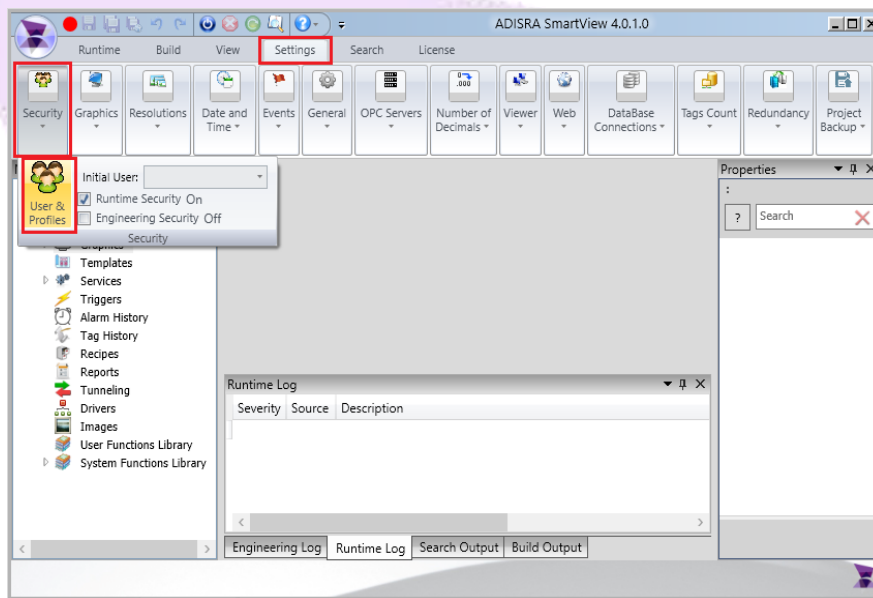 ADISRA SmartView 4.0.1.0
Runtime Build View Settings Search License
Security Graphics Resolutions Date and Time Events General OPC Servers Number of Decimals Viewer Web DataBase Connections Tags Count Redundancy Project Backup
.000
User & Profiles
Initial User:
Runtime Security On
Engineering Security Off
Security
Properties
:
? Search
Graphics
Templates
Services
Triggers
Alarm History
Tag History
Recipes
Reports
Tunneling
Drivers
Images
User Functions Library
System Functions Library
Runtime Log
Severity Source Description
Engineering Log Runtime Log Search Output Build Output